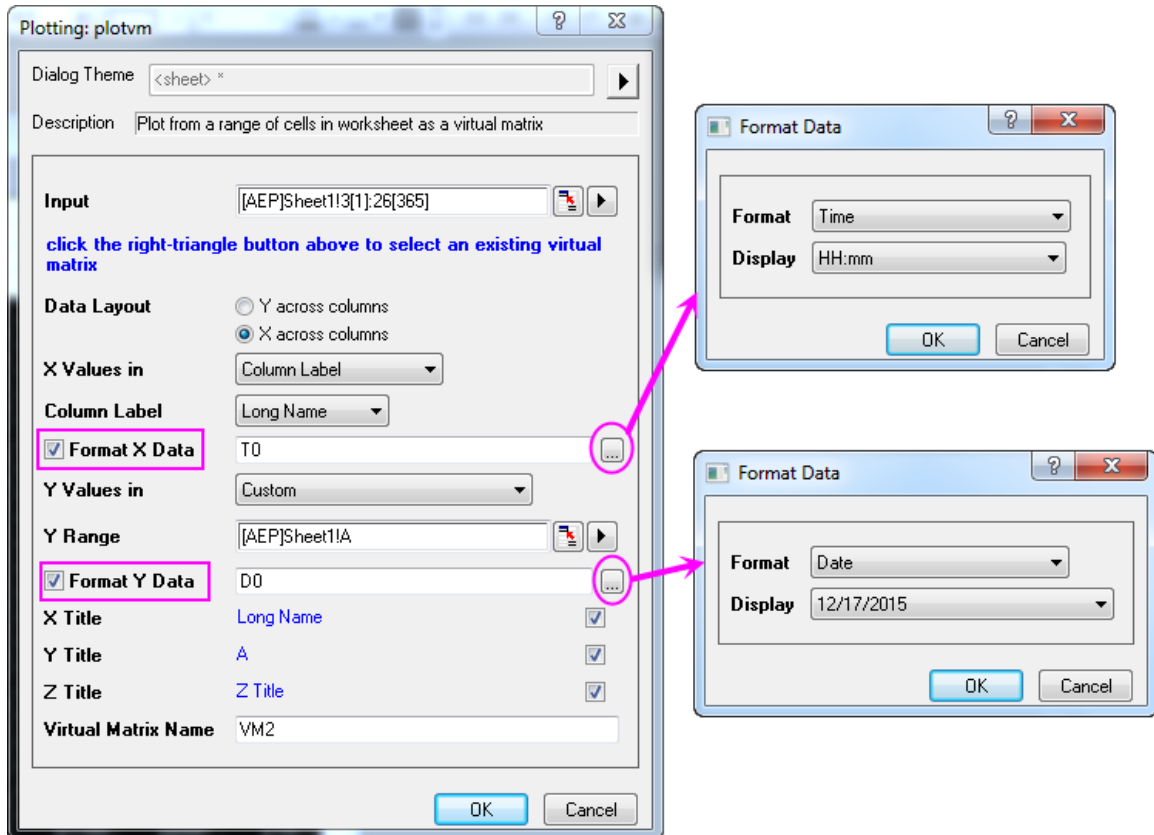 Plotting: plotvm
Dialog Theme <sheet> *
Description Plot from a range of cells in worksheet as a virtual matrix
Input [AEP]Sheet1!3[1]:26[365]
click the right-triangle button above to select an existing virtual
matrix
Data Layout Y across columns
X across columns
X Values in Column Label
Column Label Long Name
Format X Data T0
...
Y Values in Custom
Y Range [AEP]Sheet1!A
Format Y Data D0
...
X Title Long Name
Y Title A
Z Title Z Title
Virtual Matrix Name VM2
OK Cancel
Format Data
Format Time
Display HH:mm
OK Cancel
Format Data
Format Date
Display 12/17/2015
OK Cancel